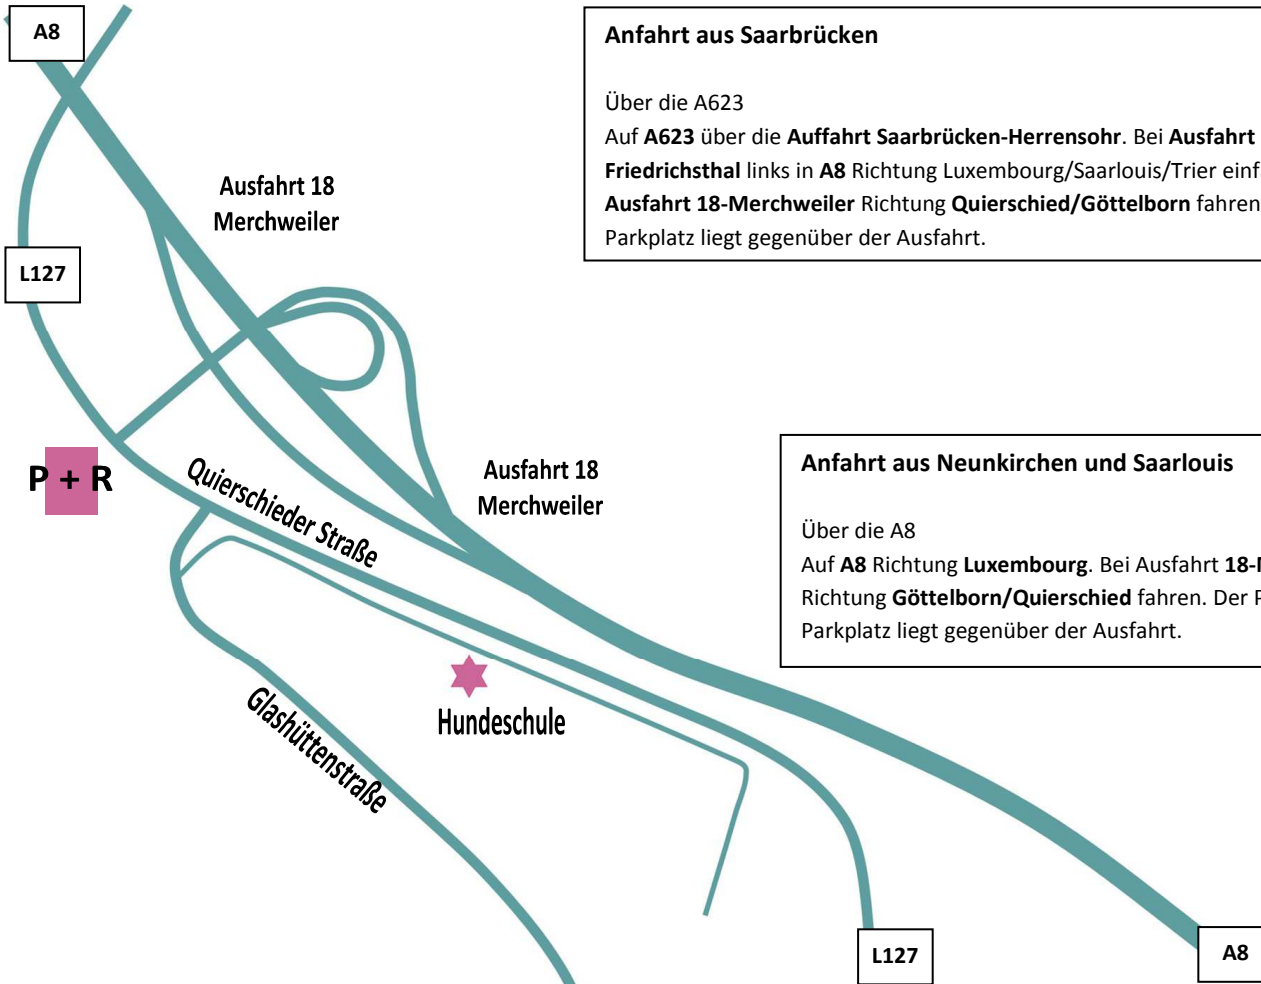 A8
Anfahrt aus Saarbrücken
Über die A623
Auf A623 über die Auffahrt Saarbrücken-Herrensohr. Bei Ausfahrt
Friedrichsthal links in A8 Richtung Luxembourg/Saarlouis/Trier
Ausfahrt 18-Merchweiler Richtung Quierschied/Göttelborn fahren
Parkplatz liegt gegenüber der Ausfahrt.
Ausfahrt 18
Merchweiler
L127
P + R
Quierschieder Straße
Ausfahrt 18
Merchweiler
Anfahrt aus Neunkirchen und Saarlouis
Über die A8
Auf A8 Richtung Luxembourg. Bei Ausfahrt
Richtung Göttelborn/Quierschied fahren. Der
Parkplatz liegt gegenüber der Ausfahrt.
Hundeschule
Glashüttenstraße
L127
A8